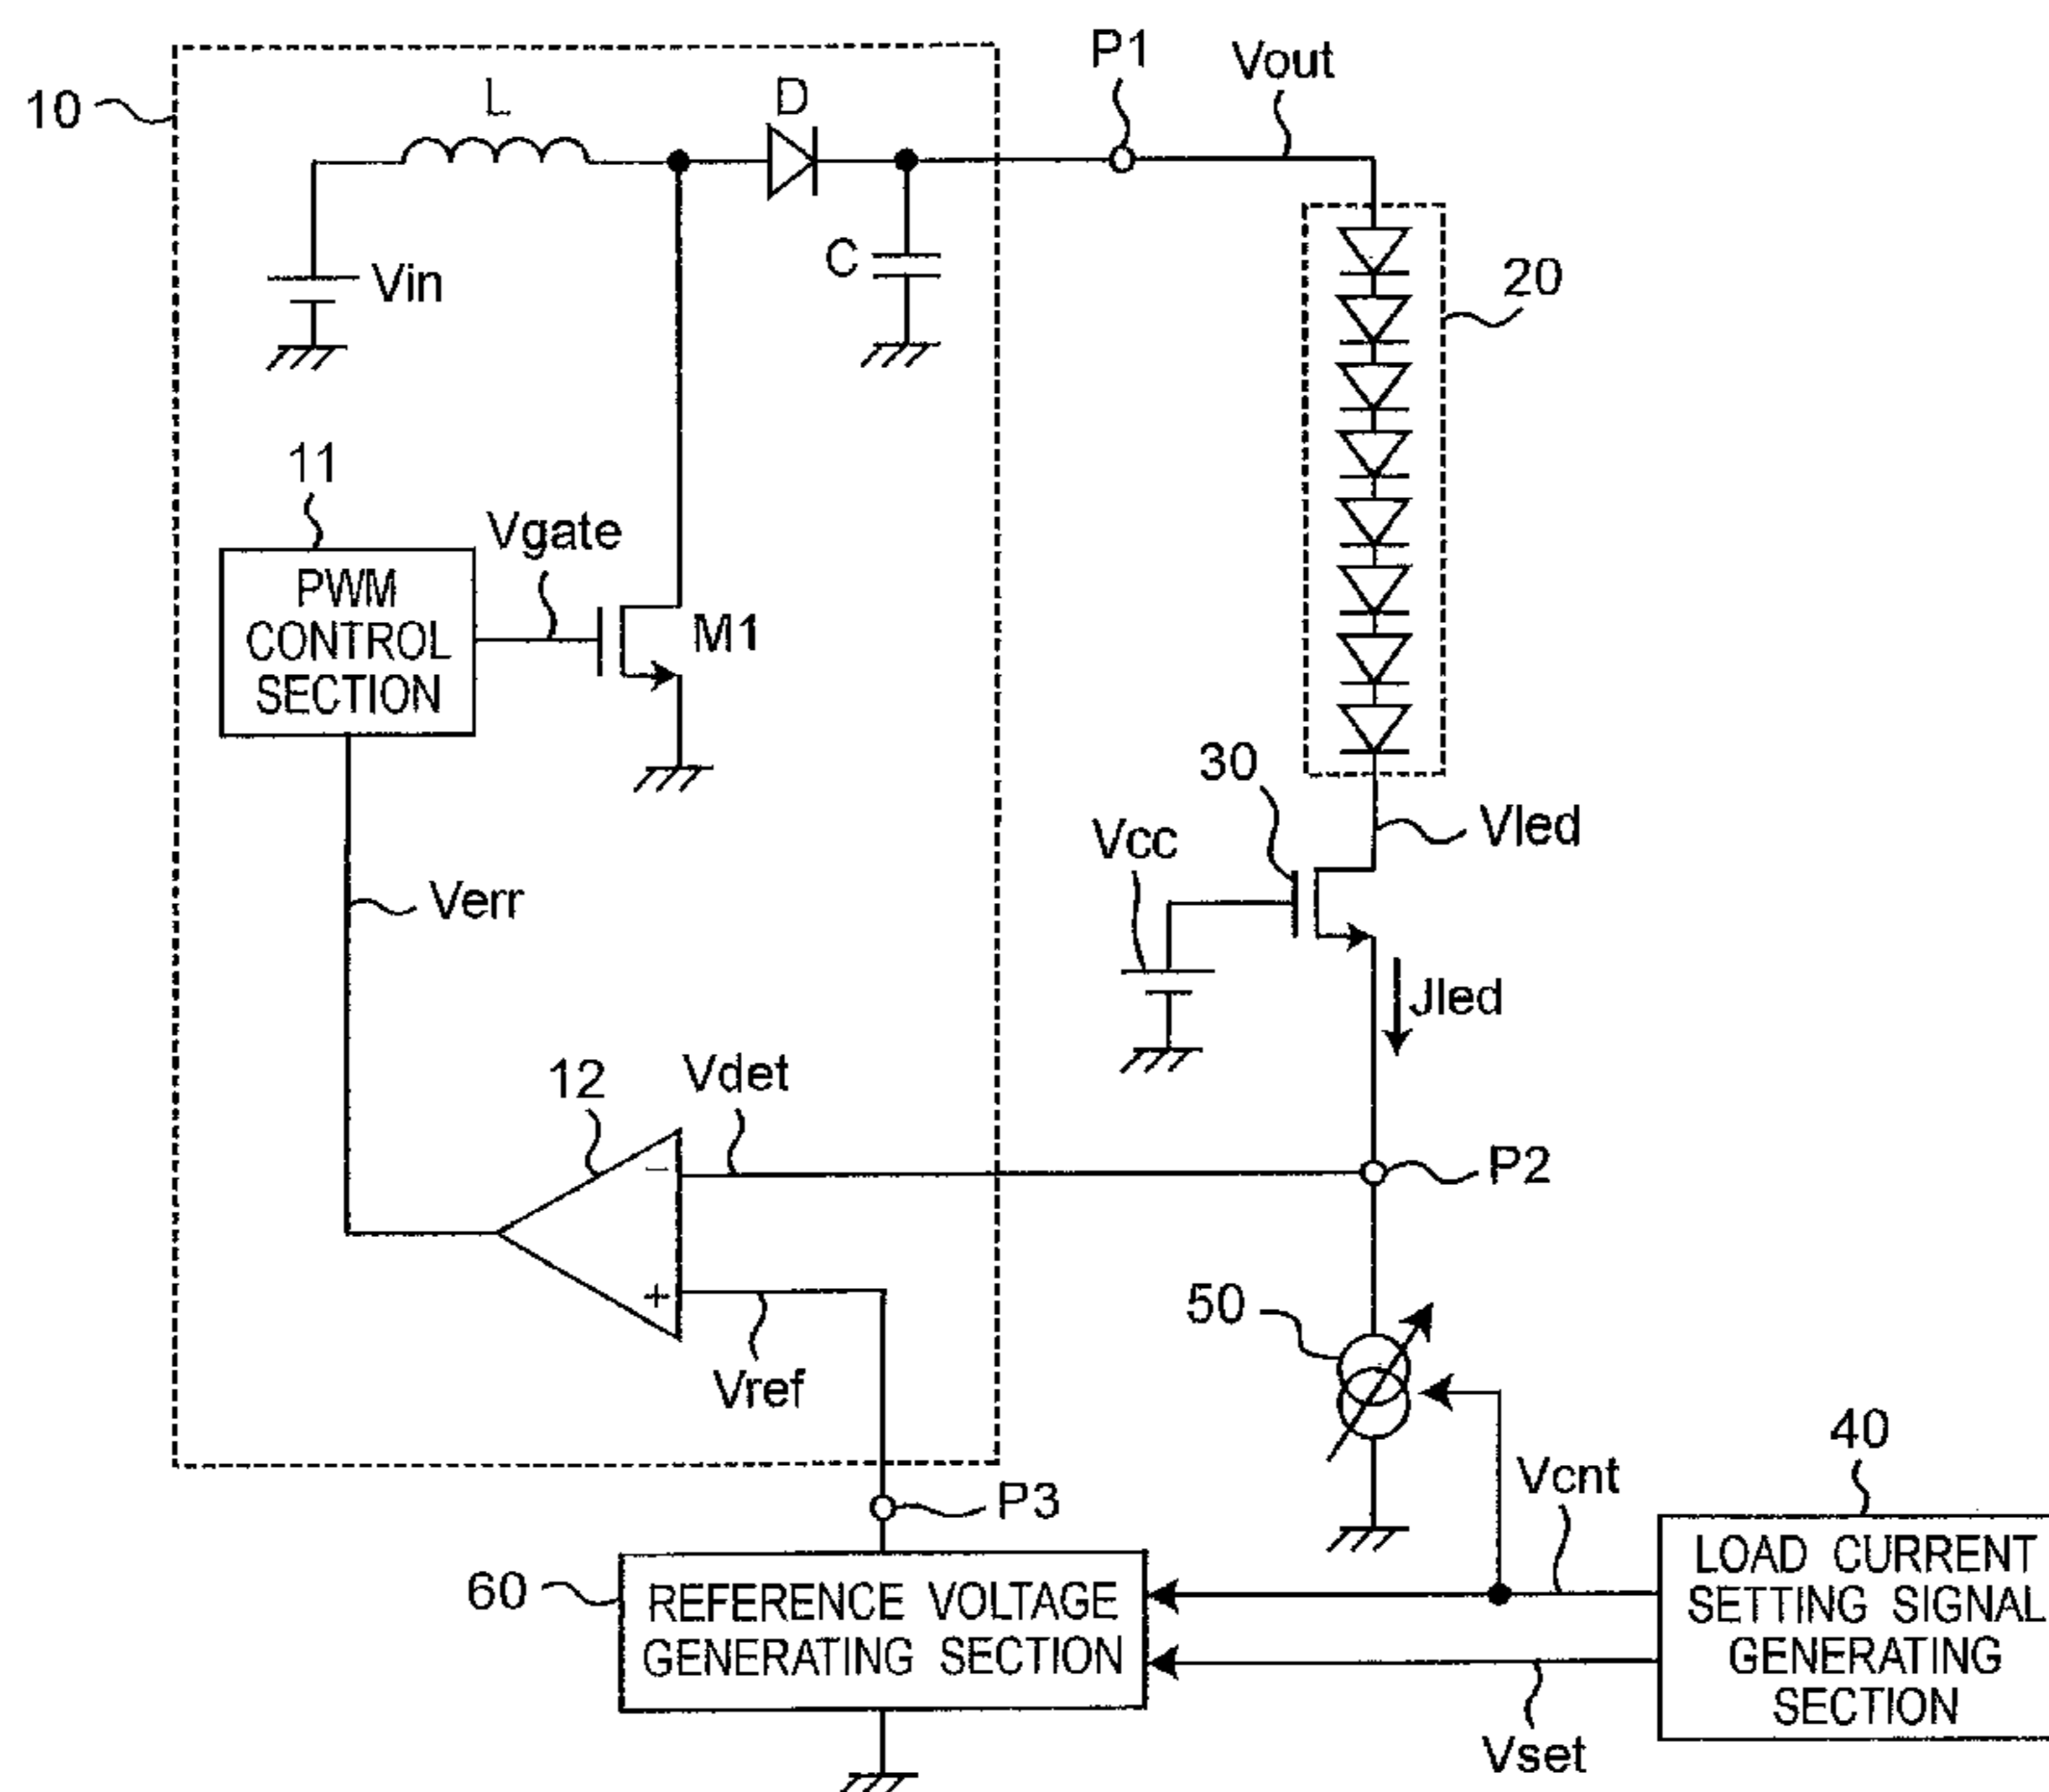 P1
Vout
10
L
D
C
Vin
20
11
Vgate
PWM
CONTROL
SECTION
M1
30
Vcc
Vled
Verr
Jled
12
Vdet
−
P2
+
50
Vref
40
Vcnt
P3
60
REFERENCE VOLTAGE
GENERATING SECTION
LOAD CURRENT
SETTING SIGNAL
GENERATING
SECTION
Vset